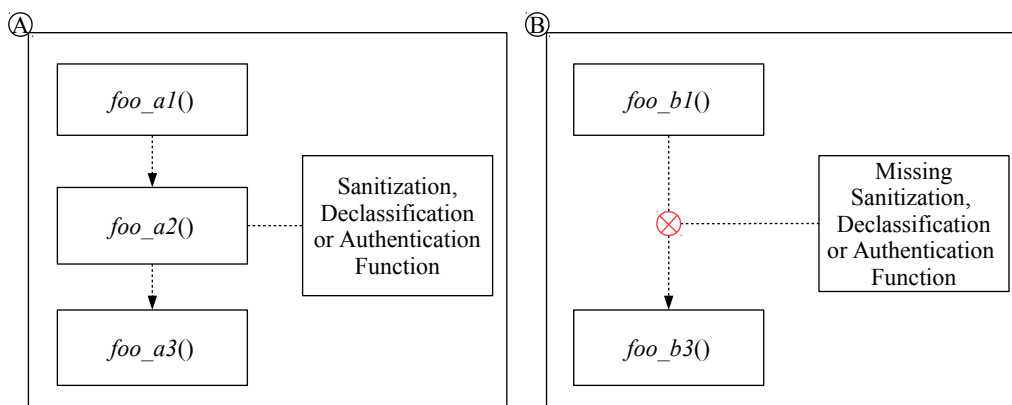 A
foo_a1()
foo_a2()
Sanitization,
Declassification
or Authentication
Function
foo_a3()
B
foo_b1()
Missing
Sanitization,
Declassification
or Authentication
Function
foo_b3()